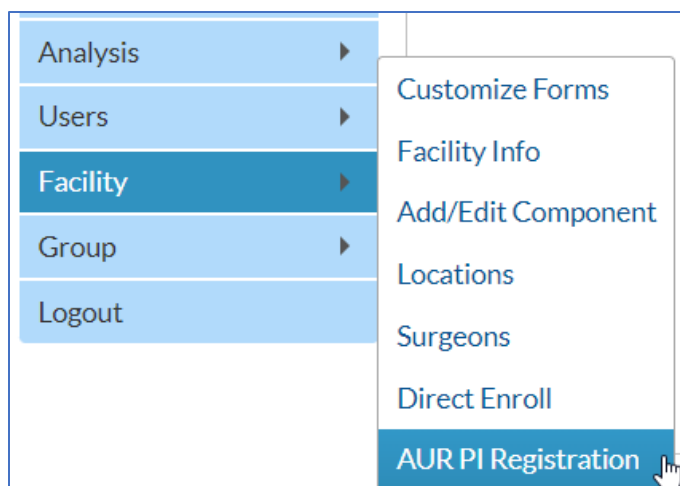 Analysis
Users
Facility
Group
Logout
Customize Forms
Facility Info
Add/Edit Component
Locations
Surgeons
Direct Enroll
AUR PI Registration